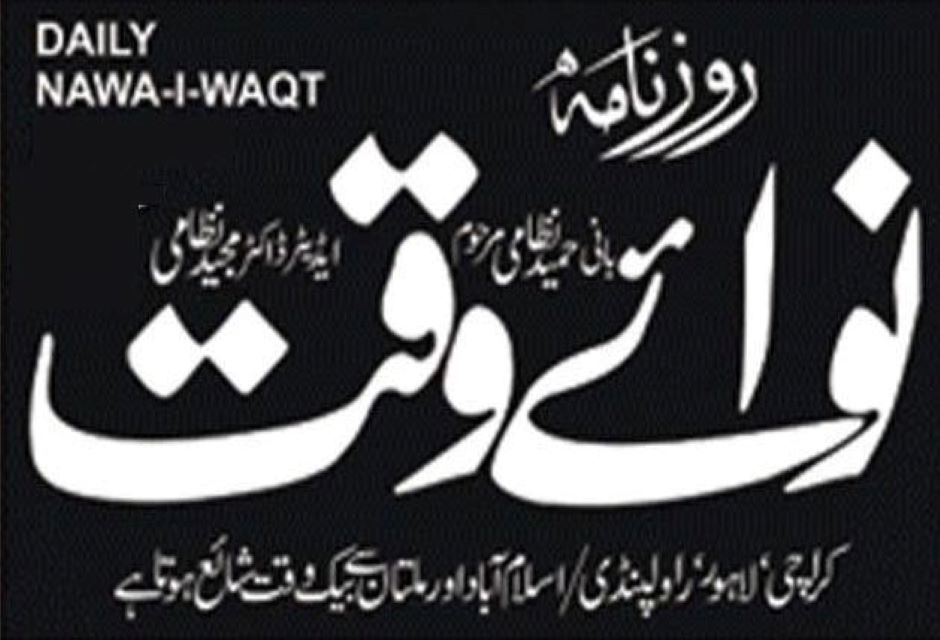 DAILY
NAWA-I-WAQT
روزنامہ
نوائے وقت
بانی حمید نظامی مرحوم
ایڈیٹر ڈاکٹر مجید نظامی
کراچی، لاہور، راولپنڈی/اسلام آباد اور ملتان سے بیک وقت شائع ہوتا ہے